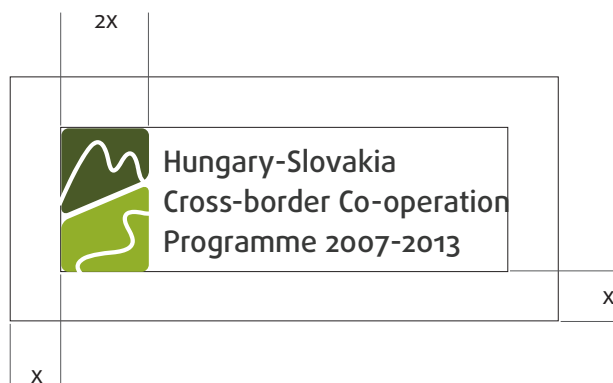 2X
Hungary-Slovakia
Cross-border Co-operation
Programme 2007-2013
X
X